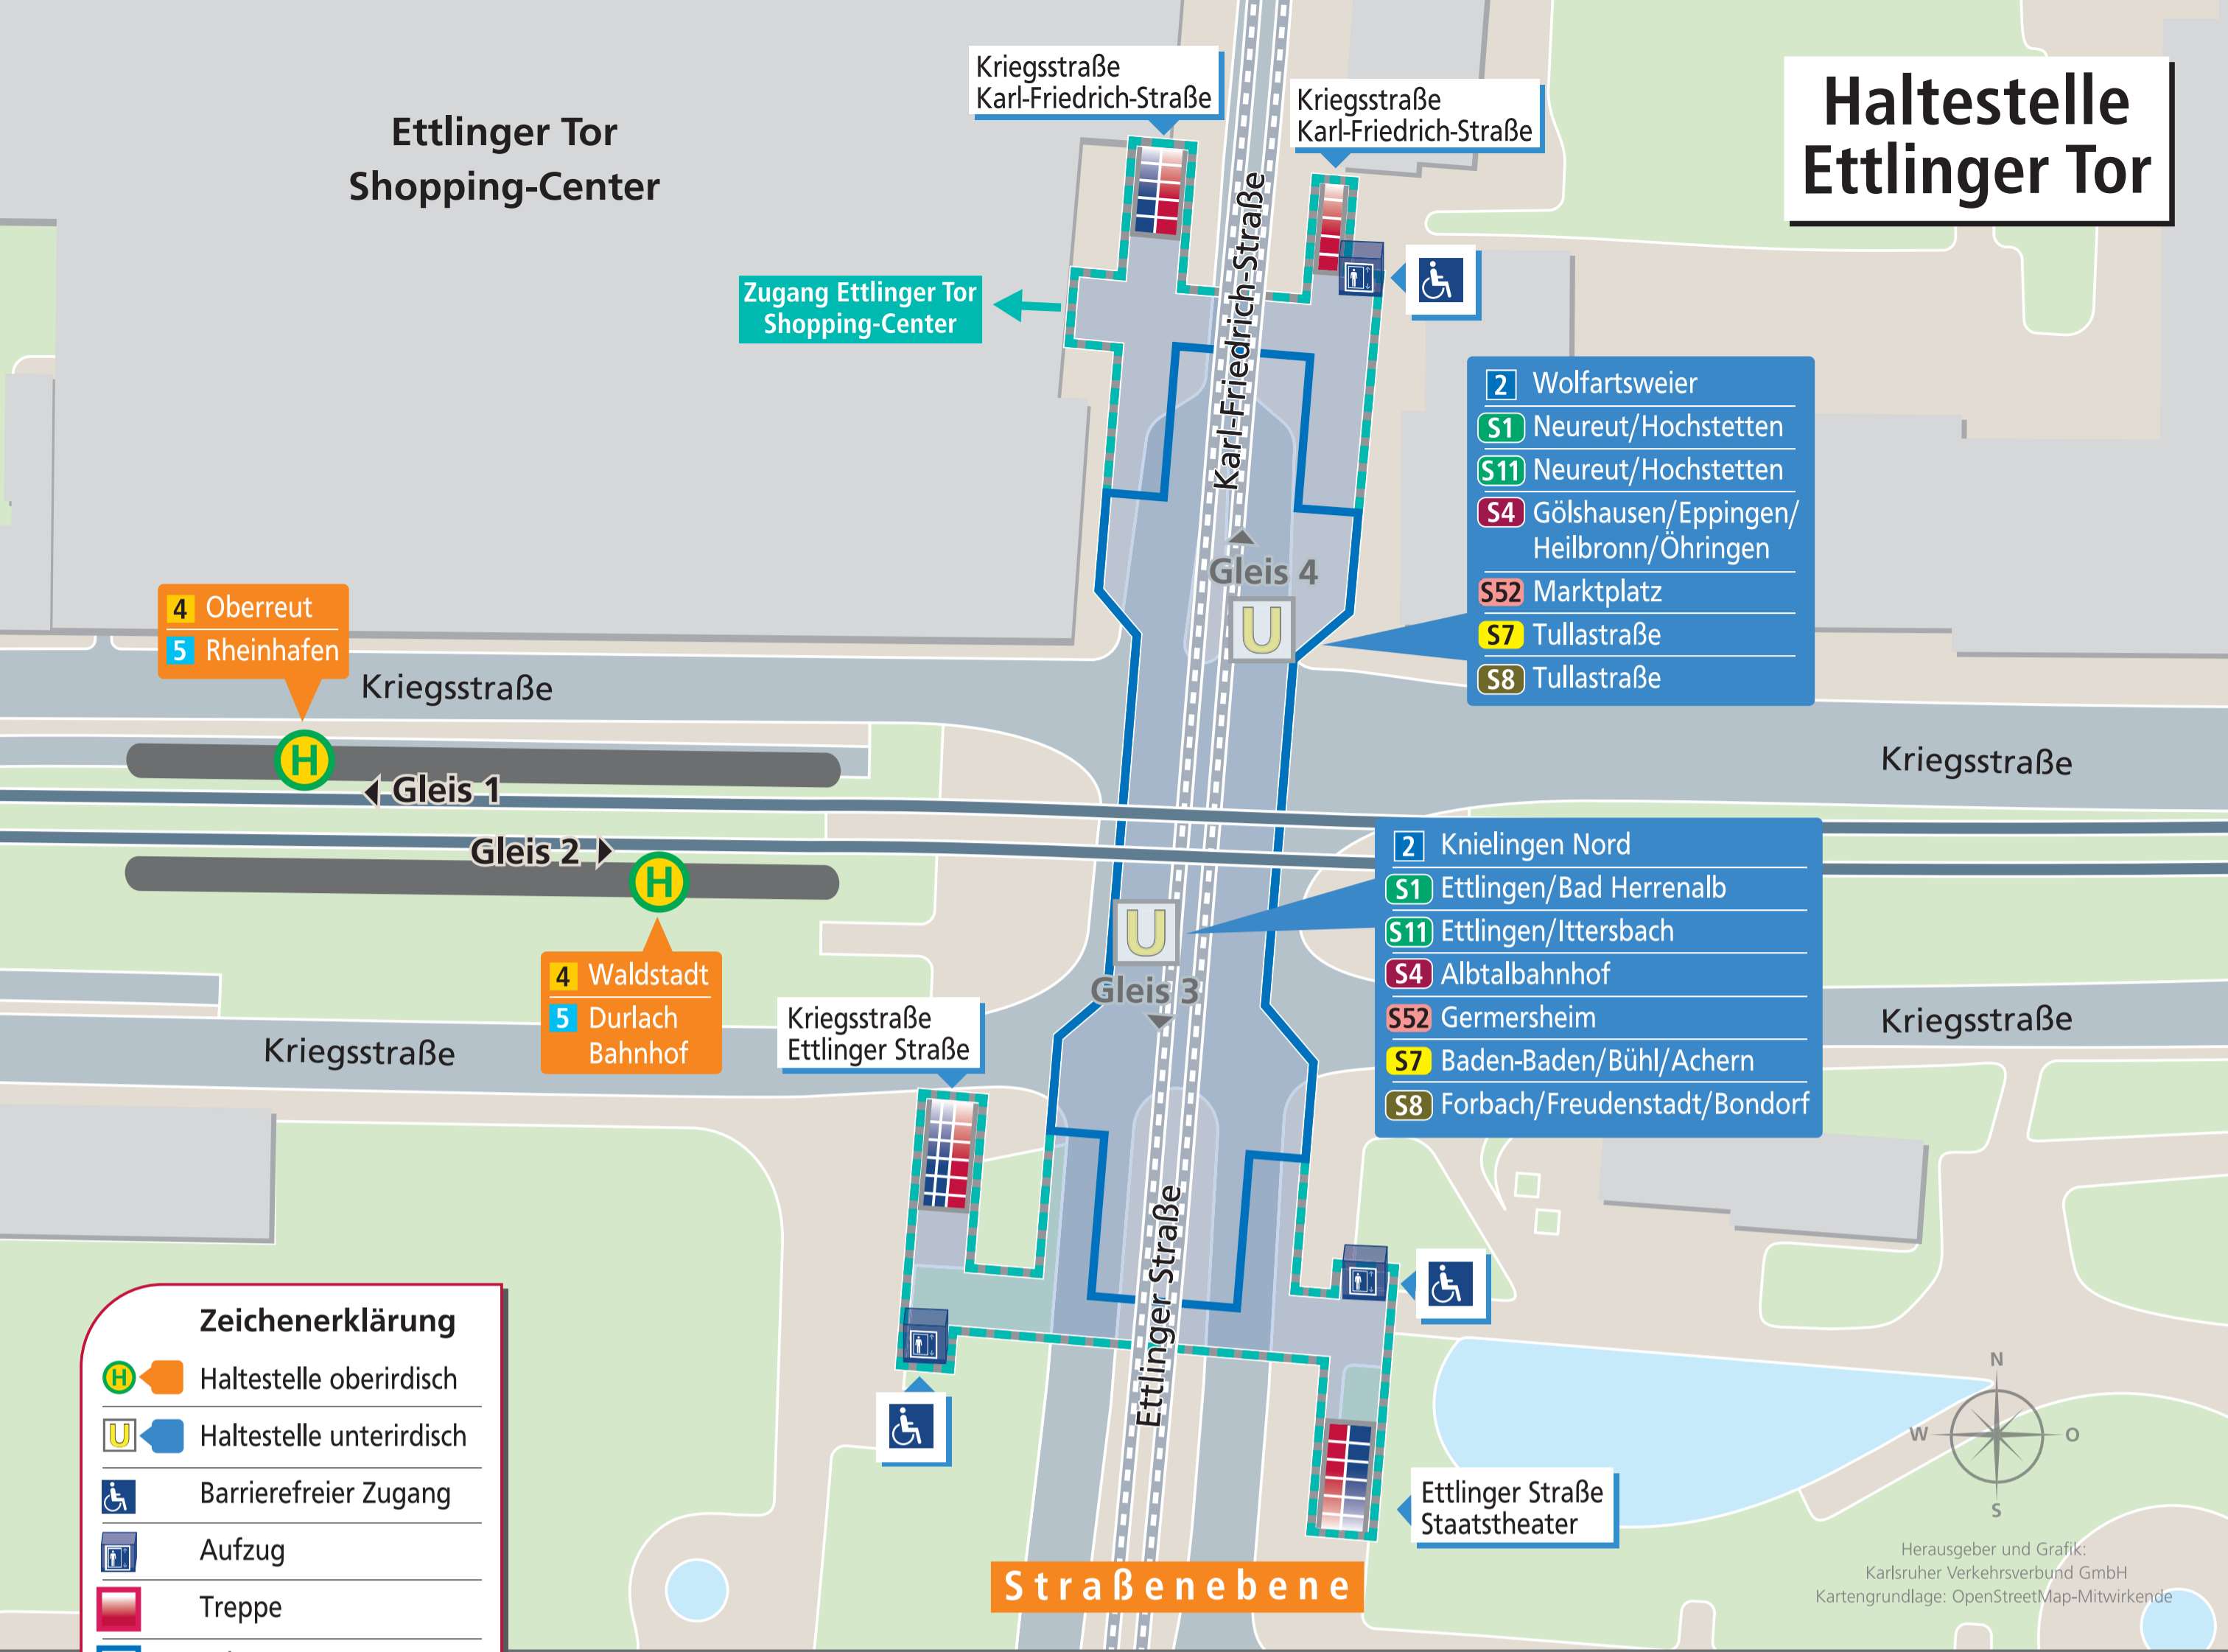 Haltestelle
Ettlinger Tor
Kriegsstraße
Karl-Friedrich-Straße
Kriegsstraße
Karl-Friedrich-Straße
Ettlinger Tor
Shopping-Center
Zugang Ettlinger Tor
Shopping-Center
Karl-Friedrich-Straße
2 Wolfartsweier
S1 Neureut/Hochstetten
S11 Neureut/Hochstetten
S4 Gölshausen/Eppingen/
Heilbronn/Öhringen
S52 Marktplatz
S7 Tullastraße
S8 Tullastraße
Gleis 4
U
4 Oberreut
5 Rheinhafen
Kriegsstraße
Kriegsstraße
H
Gleis 1
Gleis 2
H
4 Waldstadt
5 Durlach
Bahnhof
2 Knielingen Nord
S1 Ettlingen/Bad Herrenalb
S11 Ettlingen/Ittersbach
S4 Albtalbahnhof
S52 Germersheim
S7 Baden-Baden/Bühl/Achern
S8 Forbach/Freudenstadt/Bondorf
U
Gleis 3
Kriegsstraße
Ettlinger Straße
Kriegsstraße
Kriegsstraße
Ettlinger Straße
Zeichenerklärung
H Haltestelle oberirdisch
U Haltestelle unterirdisch
Barrierefreier Zugang
Aufzug
Treppe
Ettlinger Straße
Staatstheater
Straßenebene
N
W
O
S
Herausgeber und Grafik:
Karlsruher Verkehrsverbund GmbH
Kartengrundlage: OpenStreetMap-Mitwirkende